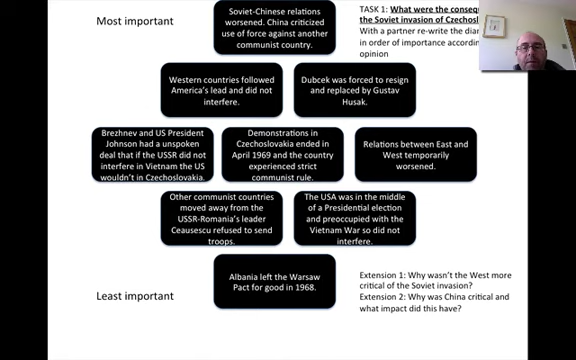 Most important
Soviet-Chinese relations
worsened. China criticized
use of force against another
communist country.
TASK 1: What were the conseq
the Soviet invasion of Czechosl
With a partner re-write the dia
in order of importance accordin
opinion
Western countries followed
America's lead and did not
interfere.
Dubcek was forced to resign
and replaced by Gustav
Husak.
Brezhnev and US President
Johnson had a unspoken
deal that if the USSR did not
interfere in Vietnam the US
wouldn't in Czechoslovakia.
Demonstrations in
Czechoslovakia ended in
April 1969 and the country
experienced strict
communist rule.
Relations between East and
West temporarily
worsened.
Other communist countries
moved away from the
USSR-Romania's leader
Ceausescu refused to send
troops.
The USA was in the middle
of a Presidential election
and preoccupied with the
Vietnam War so did not
interfere.
Albania left the Warsaw
Pact for good in 1968.
Least important
Extension 1: Why wasn't the West more
critical of the Soviet invasion?
Extension 2: Why was China critical and
what impact did this have?